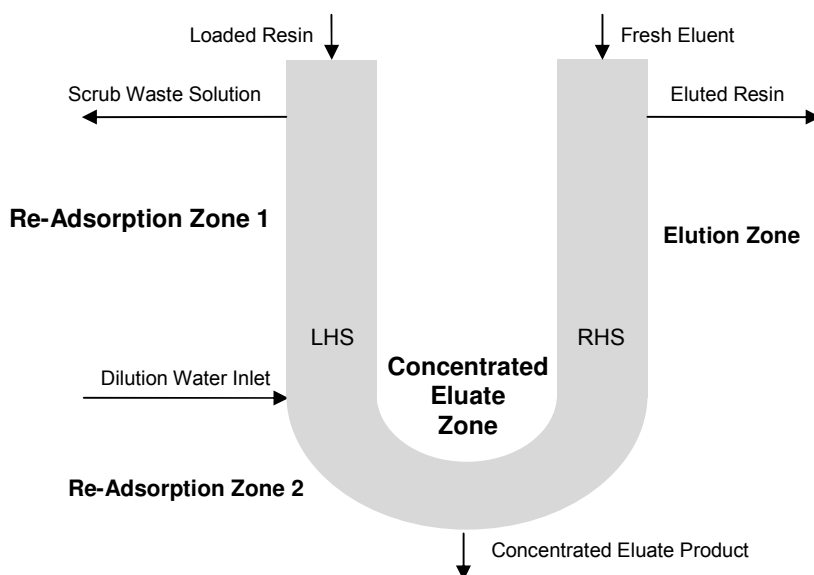 Loaded Resin
Fresh Eluent
Scrub Waste Solution
Eluted Resin
Re-Adsorption Zone 1
Elution Zone
LHS
RHS
Concentrated
Eluate
Zone
Dilution Water Inlet
Re-Adsorption Zone 2
Concentrated Eluate Product